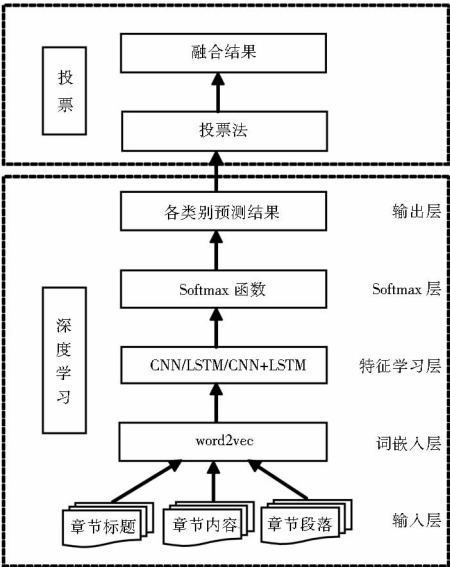 融合结果
投票
投票法
各类别预测结果
输出层
Softmax 函数
Softmax 层
深度学习
CNN/LSTM/CNN+LSTM
特征学习层
word2vec
词嵌入层
章节标题
章节内容
章节段落
输入层